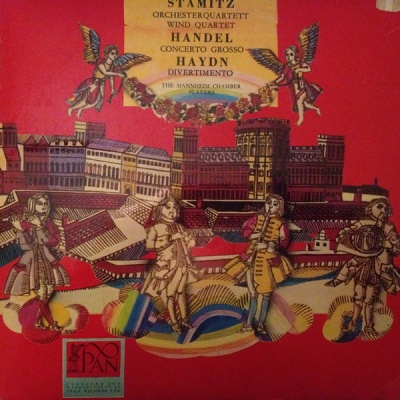 STAMITZ
ORCHESTERQUARTETT
WIND QUARTET
HANDEL
CONCERTO GROSSO
HAYDN
DIVERTIMENTO
THE MANNHEIM CHAMBER
PLAYERS
PAN